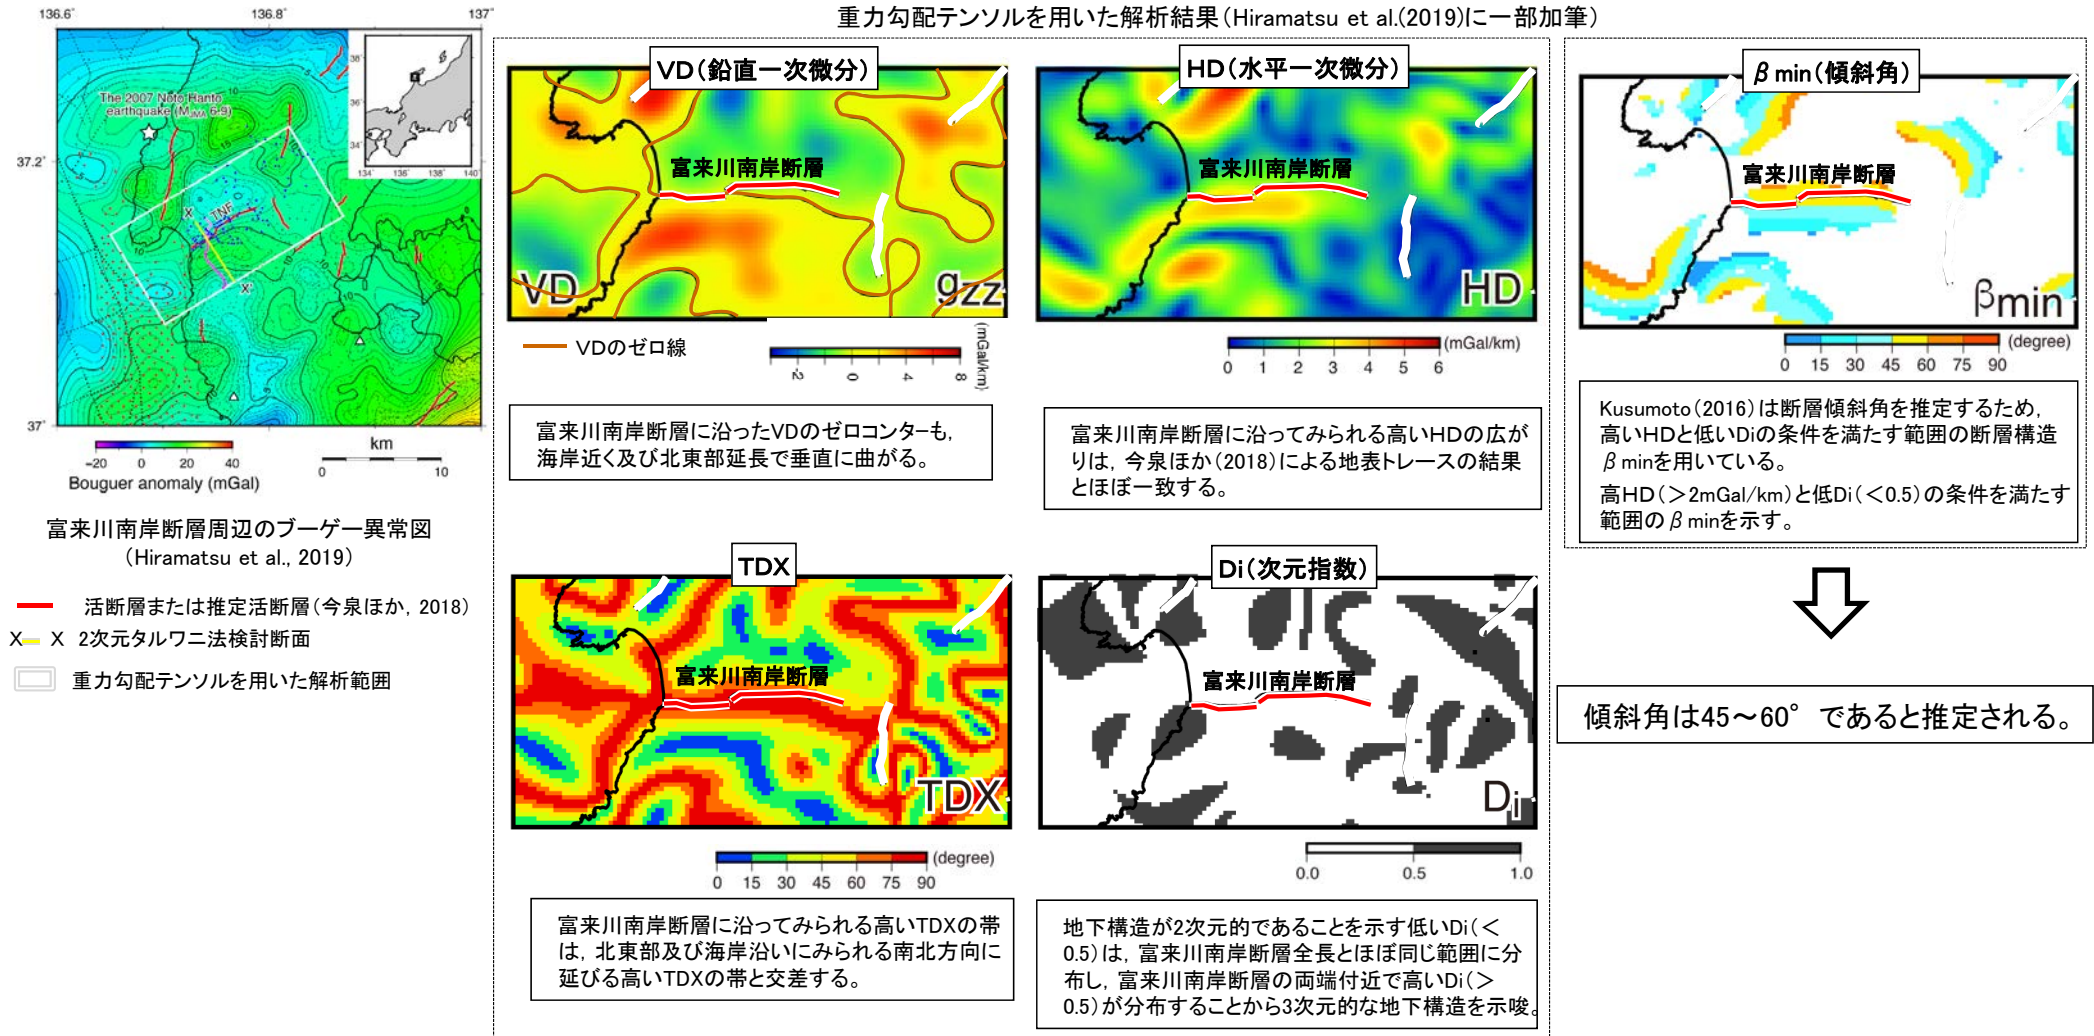 重力勾配テンソルを用いた解析結果(Hiramatsu et al.(2019)に一部加筆)
136.6°
136.8°
137°
37.2°
37°
The 2007 Noto Hanto
earthquake (MJMA 6.9)
38°
36°
34°
134°
136°
138°
140°
TNF
X
X'
-20 0 20 40
Bouguer anomaly (mGal)
km
0 10
富来川南岸断層周辺のブーゲー異常図
(Hiramatsu et al., 2019)
活断層または推定活断層(今泉ほか, 2018)
X X 2次元タルワニ法検討断面
重力勾配テンソルを用いた解析範囲
VD(鉛直一次微分)
富来川南岸断層
VD
gzz
VDのゼロ線
-2 0 4 8
(mGal/km)
富来川南岸断層に沿ったVDのゼロコンターも,
海岸近く及び北東部延長で垂直に曲がる。
HD(水平一次微分)
富来川南岸断層
HD
0 1 2 3 4 5 6
(mGal/km)
富来川南岸断層に沿ってみられる高いHDの広が
りは, 今泉ほか(2018)による地表トレースの結果
とほぼ一致する。
βmin(傾斜角)
富来川南岸断層
βmin
(degree)
0 15 30 45 60 75 90
Kusumoto(2016)は断層傾斜角を推定するため,
高いHDと低いDiの条件を満たす範囲の断層構造
βminを用いている。
高HD(>2mGal/km)と低Di(<0.5)の条件を満たす
範囲のβminを示す。
TDX
富来川南岸断層
TDX
(degree)
0 15 30 45 60 75 90
富来川南岸断層に沿ってみられる高いTDXの帯
は, 北東部及び海岸沿いにみられる南北方向に
延びる高いTDXの帯と交差する。
Di(次元指数)
富来川南岸断層
Di
0.0 0.5 1.0
地下構造が2次元的であることを示す低いDi(<
0.5)は, 富来川南岸断層全長とほぼ同じ範囲に分
布し, 富来川南岸断層の両端付近で高いDi(>
0.5)が分布することから3次元的な地下構造を示唆。
傾斜角は45~60°であると推定される。